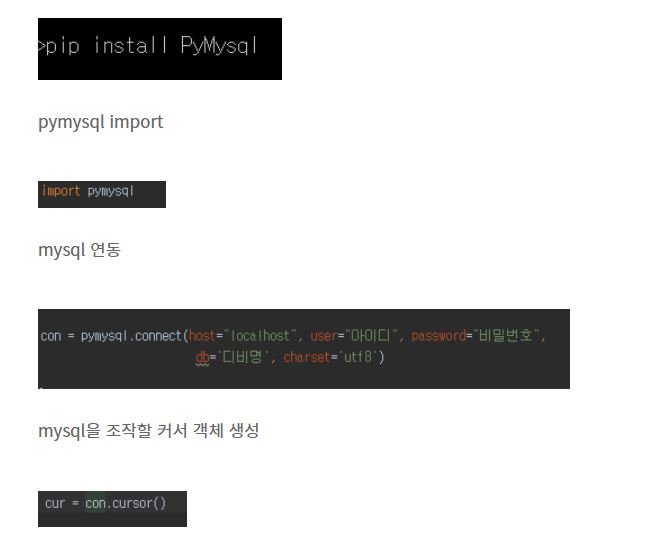 >pip install PyMysql
pymysql import
import pymysql
mysql 연동
con = pymysql.connect(host="localhost", user="아이디", password="비밀번호",
db='디비명', charset='utf8')
mysql을 조작할 커서 객체 생성
cur = con.cursor()